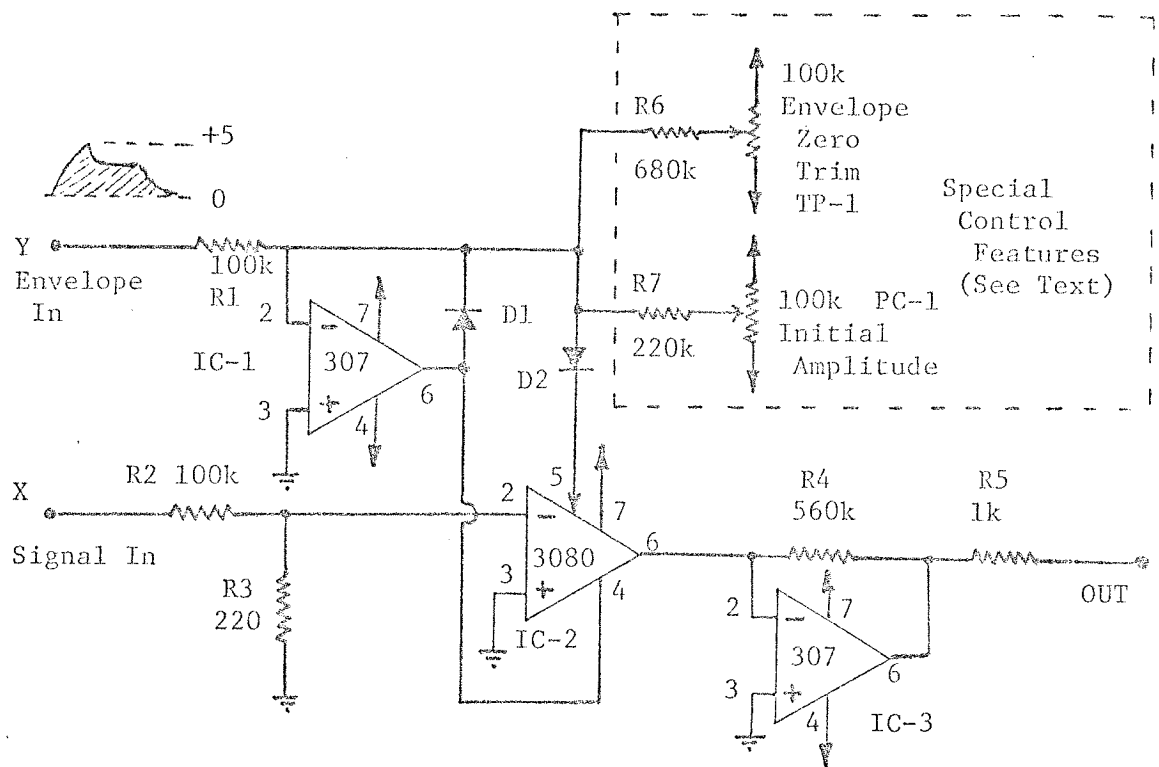 +5
0
Y
Envelope
In
100k
R1
2
7
-
307
+
3
4
6
IC-1
D1
D2
R6
680k
100k
Envelope
Zero
Trim
TP-1
R7
220k
100k PC-1
Initial
Amplitude
Special
Control
Features
(See Text)
X
Signal In
R2 100k
R3
220
5
2
-
7
3080
3
+
4
6
IC-2
R4
560k
R5
1k
OUT
2
-
7
307
3
+
4
6
IC-3